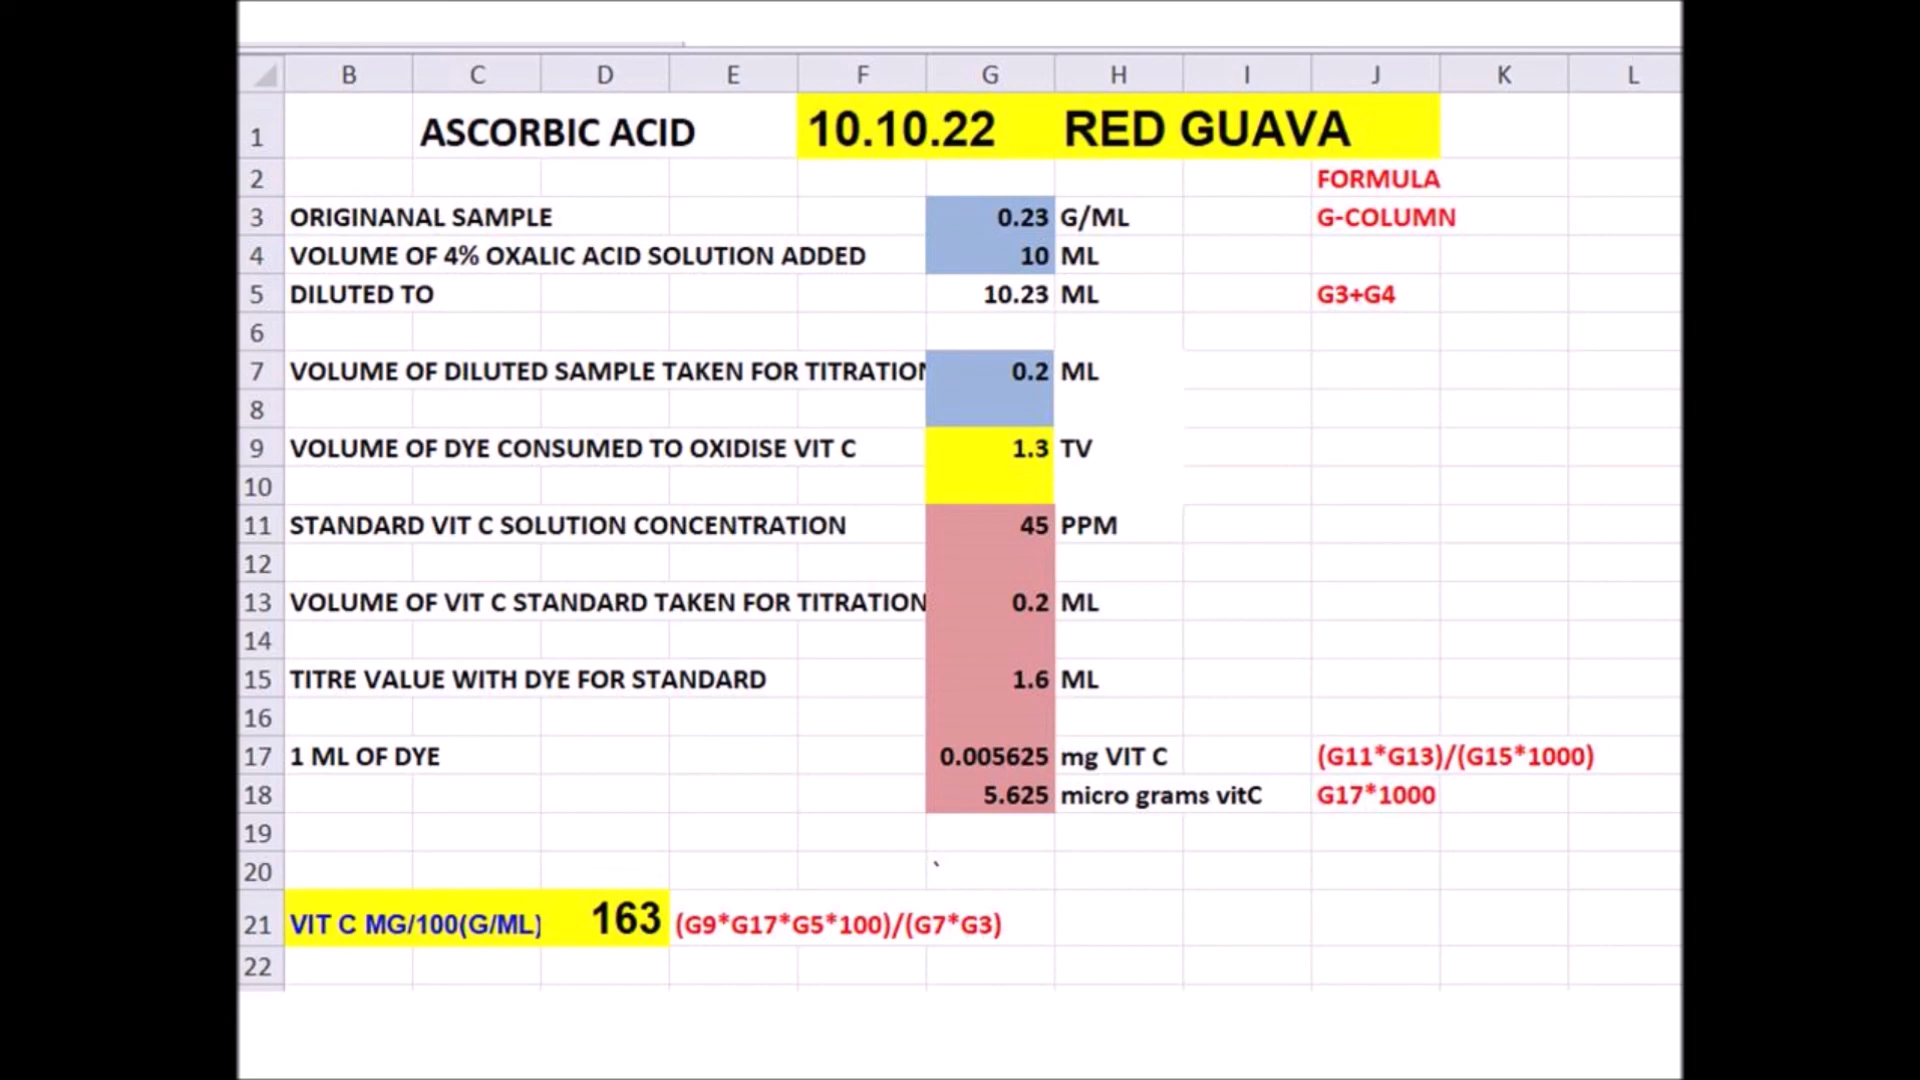 B C D E F G H I J K L
1 ASCORBIC ACID 10.10.22 RED GUAVA
2 FORMULA
3 ORIGINANAL SAMPLE 0.23 G/ML G-COLUMN
4 VOLUME OF 4% OXALIC ACID SOLUTION ADDED 10 ML
5 DILUTED TO 10.23 ML G3+G4
6
7 VOLUME OF DILUTED SAMPLE TAKEN FOR TITRATION 0.2 ML
8
9 VOLUME OF DYE CONSUMED TO OXIDISE VIT C 1.3 TV
10
11 STANDARD VIT C SOLUTION CONCENTRATION 45 PPM
12
13 VOLUME OF VIT C STANDARD TAKEN FOR TITRATION 0.2 ML
14
15 TITRE VALUE WITH DYE FOR STANDARD 1.6 ML
16
17 1 ML OF DYE 0.005625 mg VIT C (G11*G13)/(G15*1000)
18 5.625 micro grams vitC G17*1000
19
20 `
21 VIT C MG/100(G/ML) 163 (G9*G17*G5*100)/(G7*G3)
22